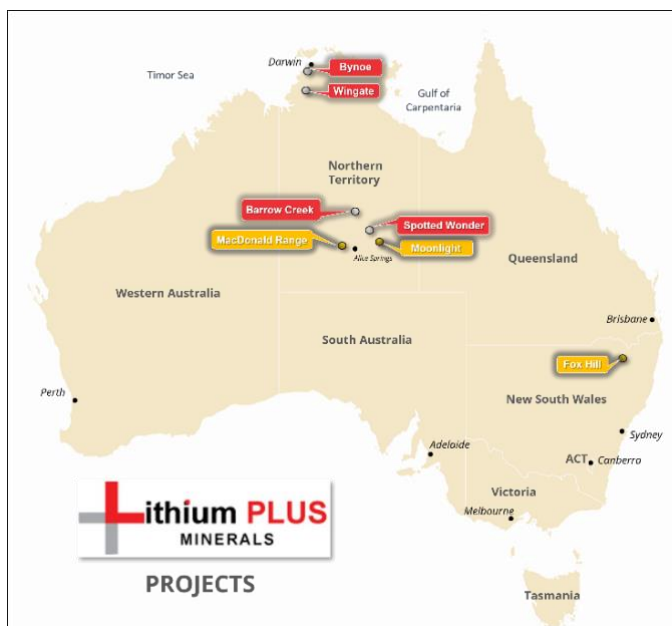 Darwin
Bynoe
Timor Sea
Wingate
Gulf of
Carpentaria
Northern
Territory
Barrow Creek
Spotted Wonder
MacDonald Range
Moonlight
Alice Springs
Queensland
Western Australia
Brisbane
South Australia
Fox Hill
Perth
New South Wales
Sydney
Adelaide
ACT
Canberra
Victoria
Melbourne
Lithium PLUS
MINERALS
PROJECTS
Tasmania